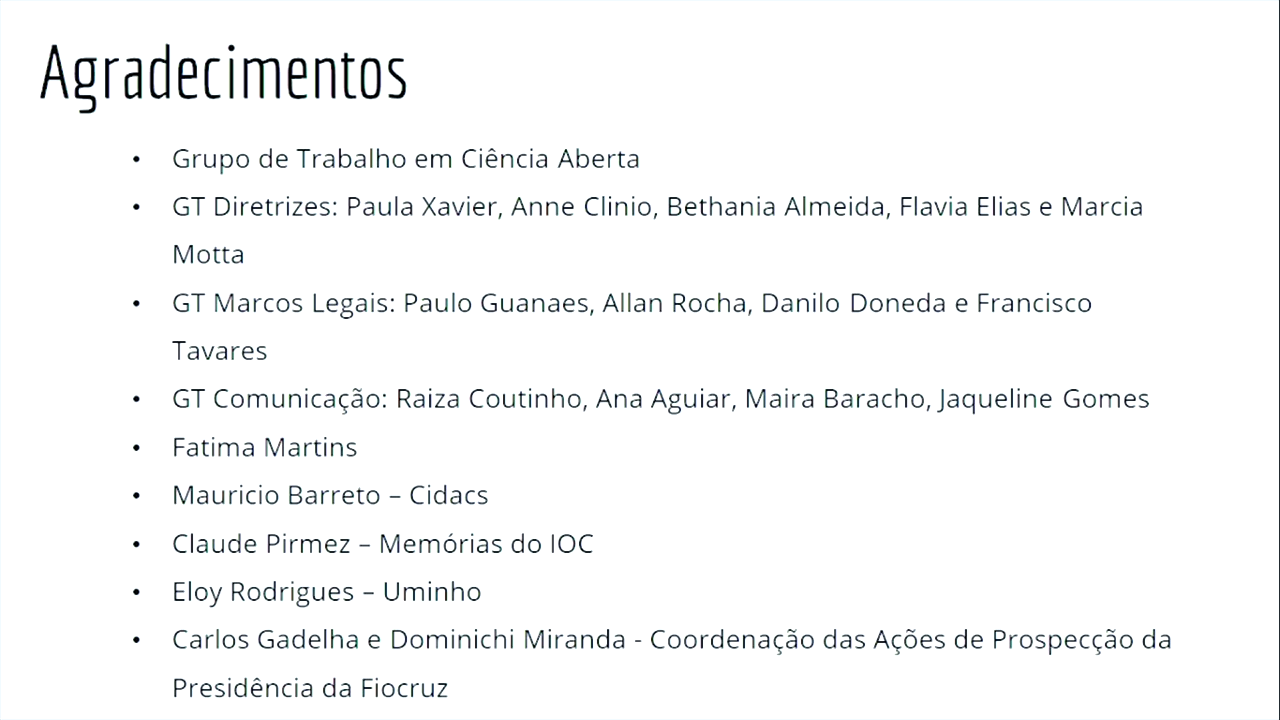 Agradecimentos
• Grupo de Trabalho em Ciência Aberta
• GT Diretrizes: Paula Xavier, Anne Clinio, Bethania Almeida, Flavia Elias e Marcia
Motta
• GT Marcos Legais: Paulo Guanaes, Allan Rocha, Danilo Doneda e Francisco
Tavares
• GT Comunicação: Raiza Coutinho, Ana Aguiar, Maira Baracho, Jaqueline Gomes
• Fatima Martins
• Mauricio Barreto – Cidacs
• Claude Pirmez – Memórias do IOC
• Eloy Rodrigues – Uminho
• Carlos Gadelha e Dominichi Miranda - Coordenação das Ações de Prospecção da
Presidência da Fiocruz